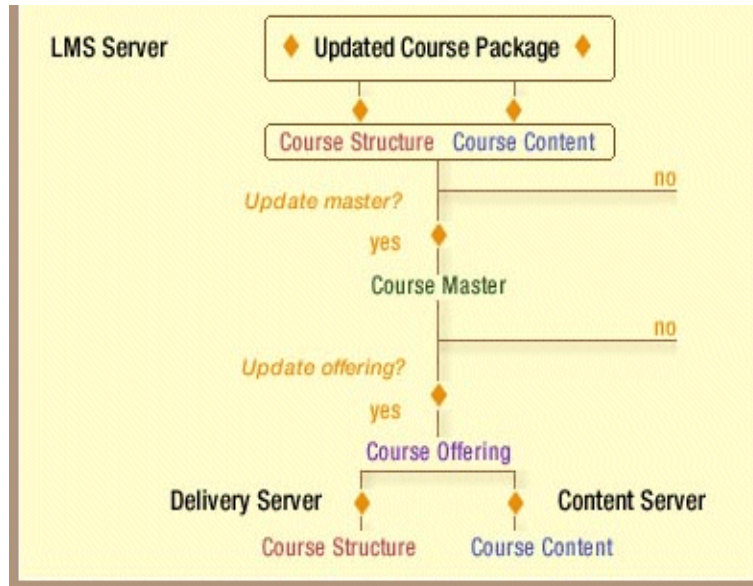 LMS Server
Updated Course Package
Course Structure Course Content
no
Update master?
yes
Course Master
no
Update offering?
yes
Course Offering
Delivery Server Content Server
Course Structure Course Content